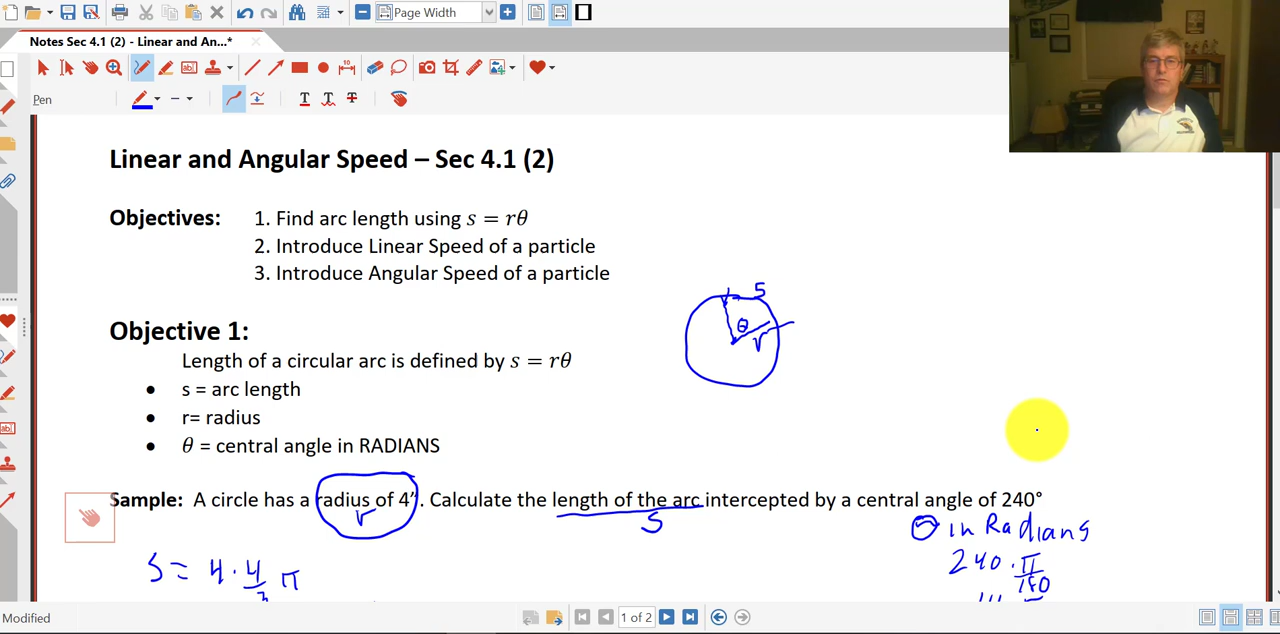 Page Width
Notes Sec 4.1 (2) - Linear and An...*
Pen
Linear and Angular Speed – Sec 4.1 (2)
Objectives: 1. Find arc length using s = rθ
2. Introduce Linear Speed of a particle
3. Introduce Angular Speed of a particle
S
θ
r
Objective 1:
Length of a circular arc is defined by s = rθ
• s = arc length
• r= radius
• θ = central angle in RADIANS
Sample: A circle has a radius of 4". Calculate the length of the arc intercepted by a central angle of 240°
r
S
θ in Radians
240 · π/180
S = 4 · 4/3 π
Modified
1 of 2